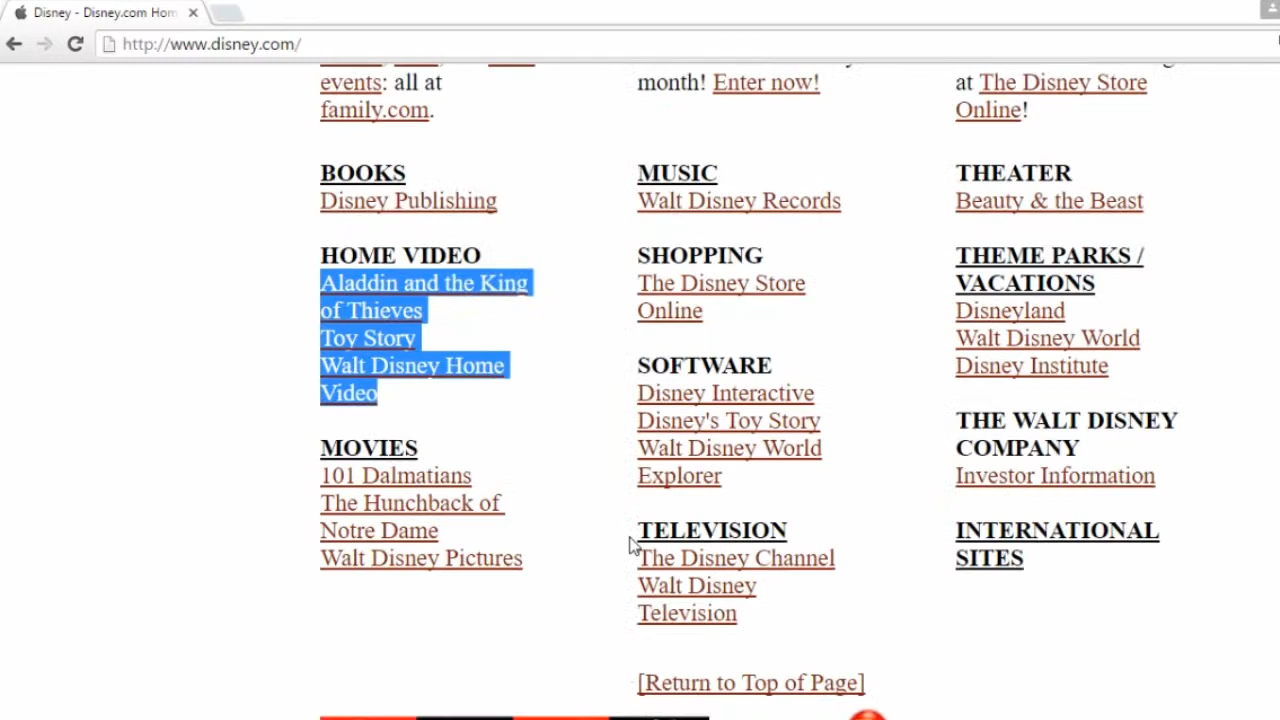 Disney - Disney.com Hom
http://www.disney.com/
events: all at
family.com.
month! Enter now!
at The Disney Store
Online!
BOOKS
Disney Publishing
HOME VIDEO
Aladdin and the King
of Thieves
Toy Story
Walt Disney Home
Video
MOVIES
101 Dalmatians
The Hunchback of
Notre Dame
Walt Disney Pictures
MUSIC
Walt Disney Records
SHOPPING
The Disney Store
Online
SOFTWARE
Disney Interactive
Disney's Toy Story
Walt Disney World
Explorer
TELEVISION
The Disney Channel
Walt Disney
Television
[Return to Top of Page]
THEATER
Beauty & the Beast
THEME PARKS /
VACATIONS
Disneyland
Walt Disney World
Disney Institute
THE WALT DISNEY
COMPANY
Investor Information
INTERNATIONAL
SITES